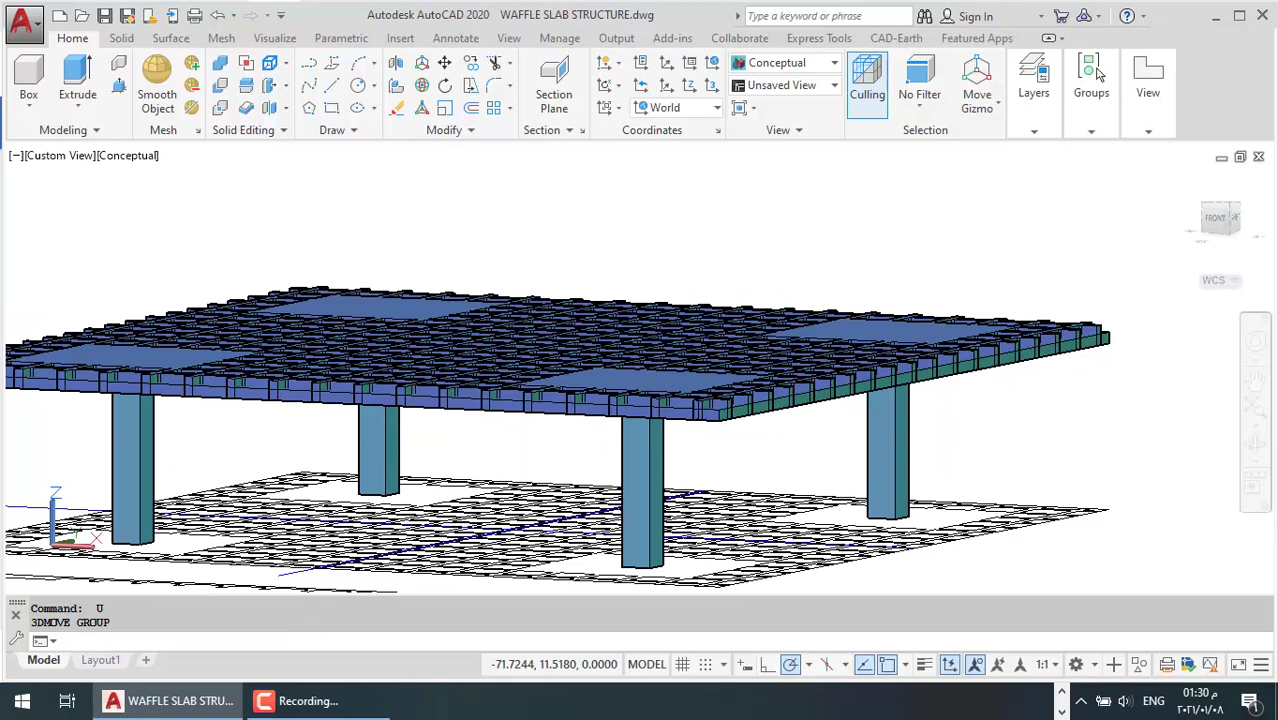 Autodesk AutoCAD 2020 WAFFLE SLAB STRUCTURE.dwg Type a keyword or phrase Sign In
Home Solid Surface Mesh Visualize Parametric Insert Annotate View Manage Output Add-ins Collaborate Express Tools CAD-Earth Featured Apps
Box Extrude Smooth Object Section Plane Conceptual Unsaved View World Culling No Filter Move Gizmo Layers Groups View
Modeling Mesh Solid Editing Draw Modify Section Coordinates View Selection
[−][Custom View][Conceptual]
FRONT
WCS
Z
X
Command: U
3DMOVE GROUP
Model Layout1 + -71.7244, 11.5180, 0.0000 MODEL 1:1
WAFFLE SLAB STRU... Recording... ENG 01:30 م
٢٠٢١/٠١/٠٨